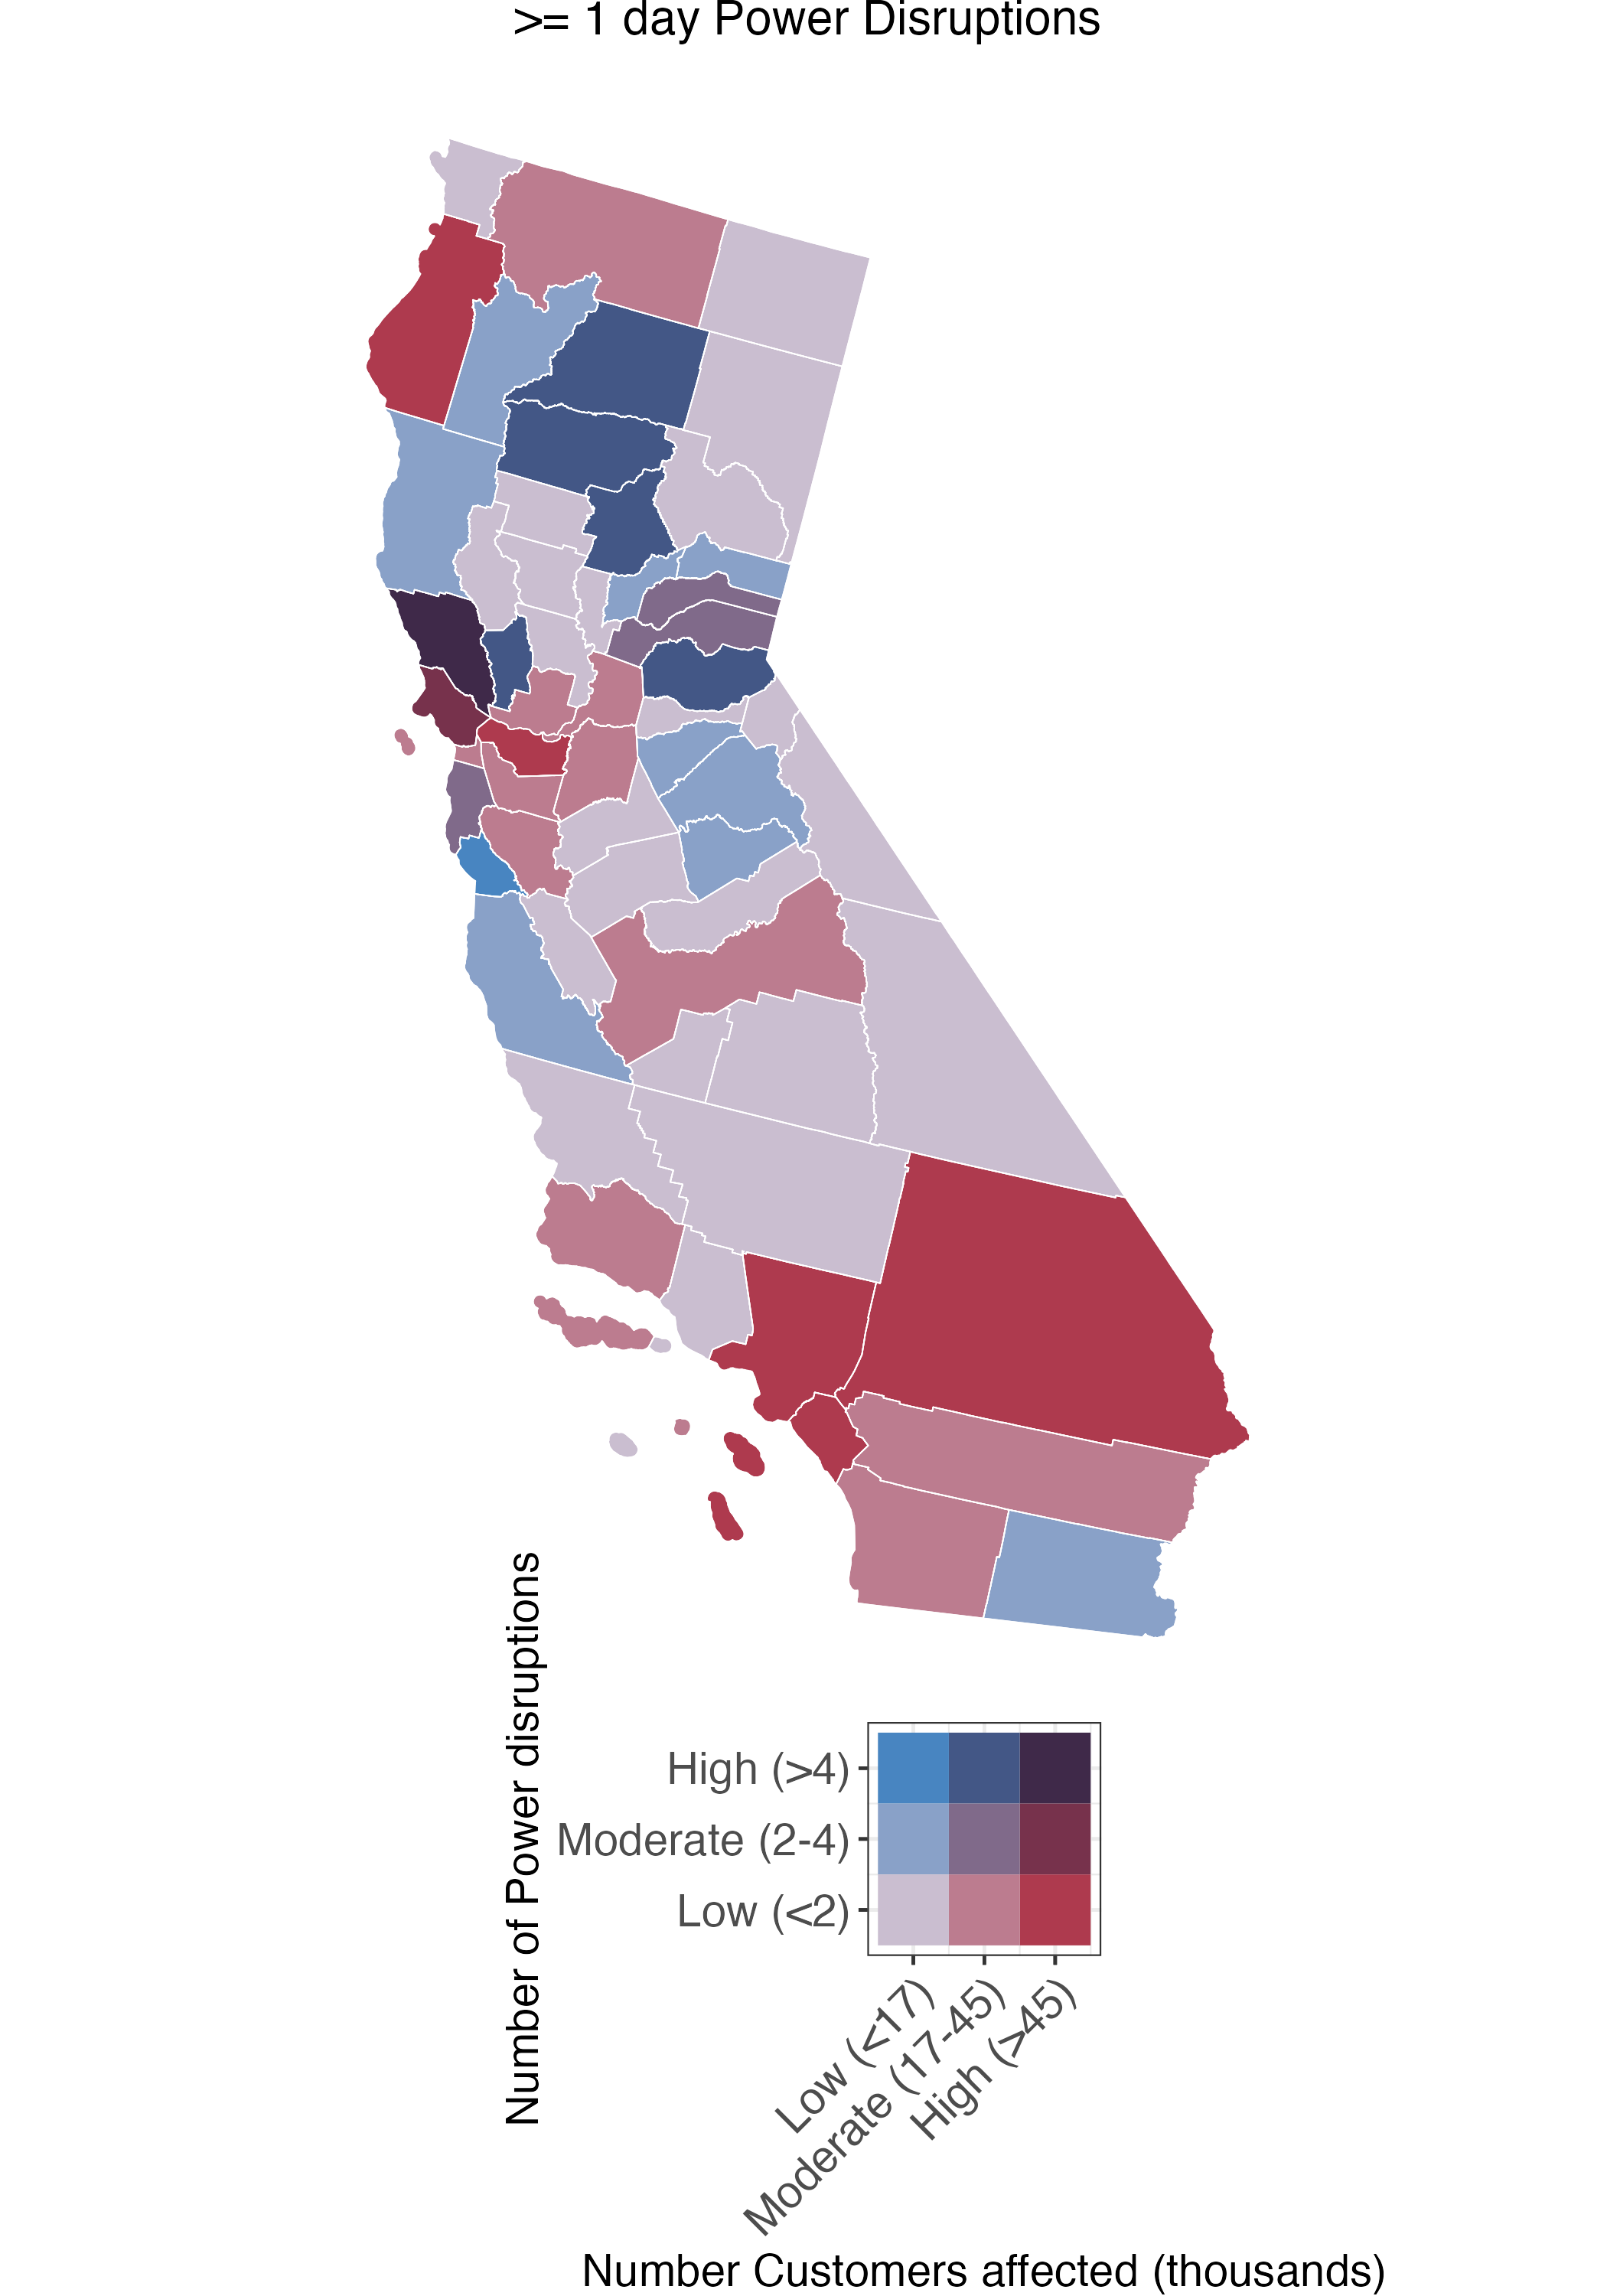 >= 1 day Power Disruptions
Number of Power disruptions
High (>4)
Moderate (2-4)
Low (<2)
Low (<17)
Moderate (17-45)
High (>45)
Number Customers affected (thousands)